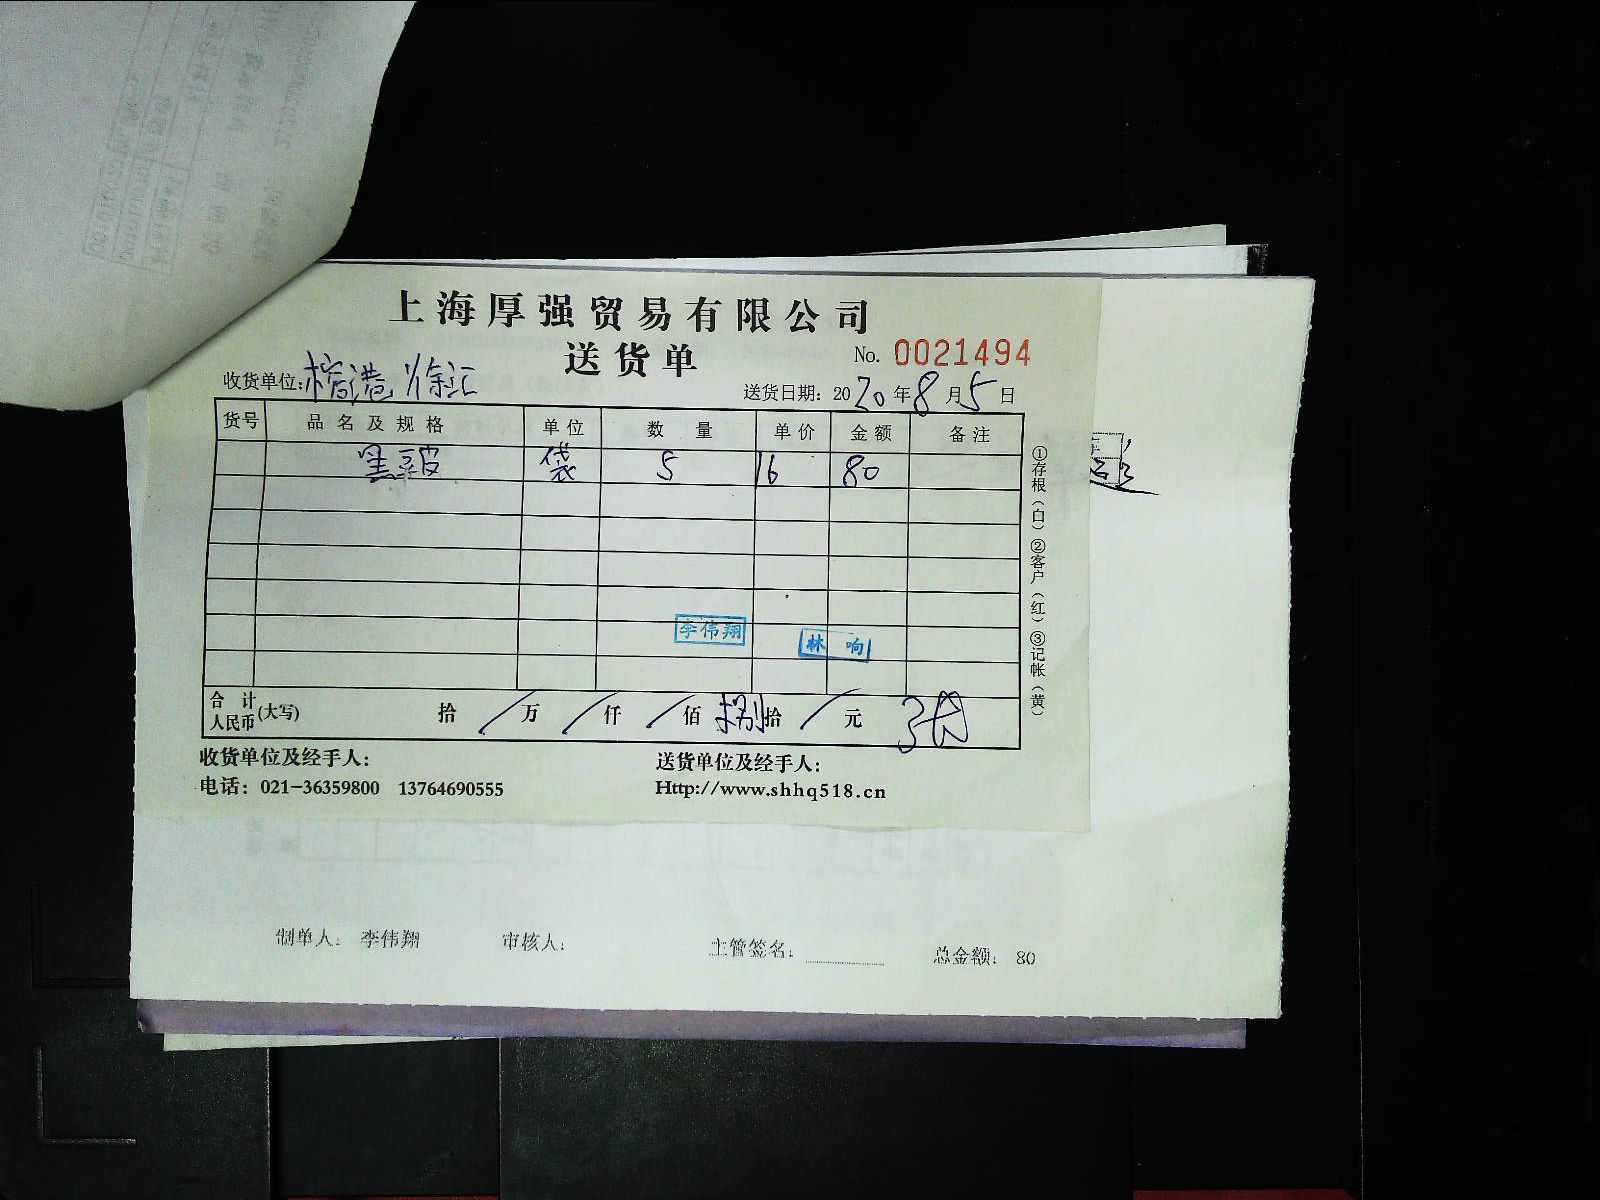 上海厚强贸易有限公司
送货单
No. 0021494
收货单位: 榕港 徐汇
送货日期: 2020年8月5日
货号 品名及规格 单位 数量 单价 金额 备注
黑豆皮 袋 5 16 80
①存根(白)②客户(红)③记帐(黄)
李伟翔
林响
合计人民币(大写) 拾 / 万 / 仟 / 佰 捌拾 / 元
收货单位及经手人:
送货单位及经手人:
电话: 021-36359800 13764690555
Http://www.shhq518.cn
制单人: 李伟翔 审核人: 主管签名: 总金额: 80